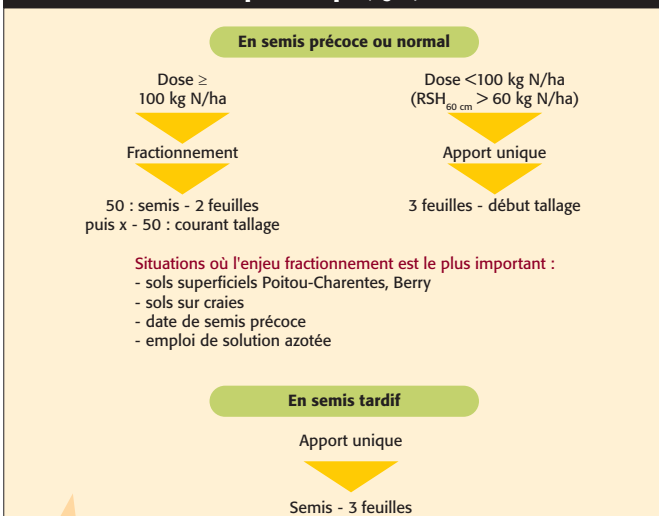 En semis précoce ou normal
Dose ≥
100 kg N/ha
Fractionnement
50 : semis - 2 feuilles
puis x - 50 : courant tallage
Dose <100 kg N/ha
(RSH60 cm > 60 kg N/ha)
Apport unique
3 feuilles - début tallage
Situations où l'enjeu fractionnement est le plus important :
- sols superficiels Poitou-Charentes, Berry
- sols sur craies
- date de semis précoce
- emploi de solution azotée
En semis tardif
Apport unique
Semis - 3 feuilles